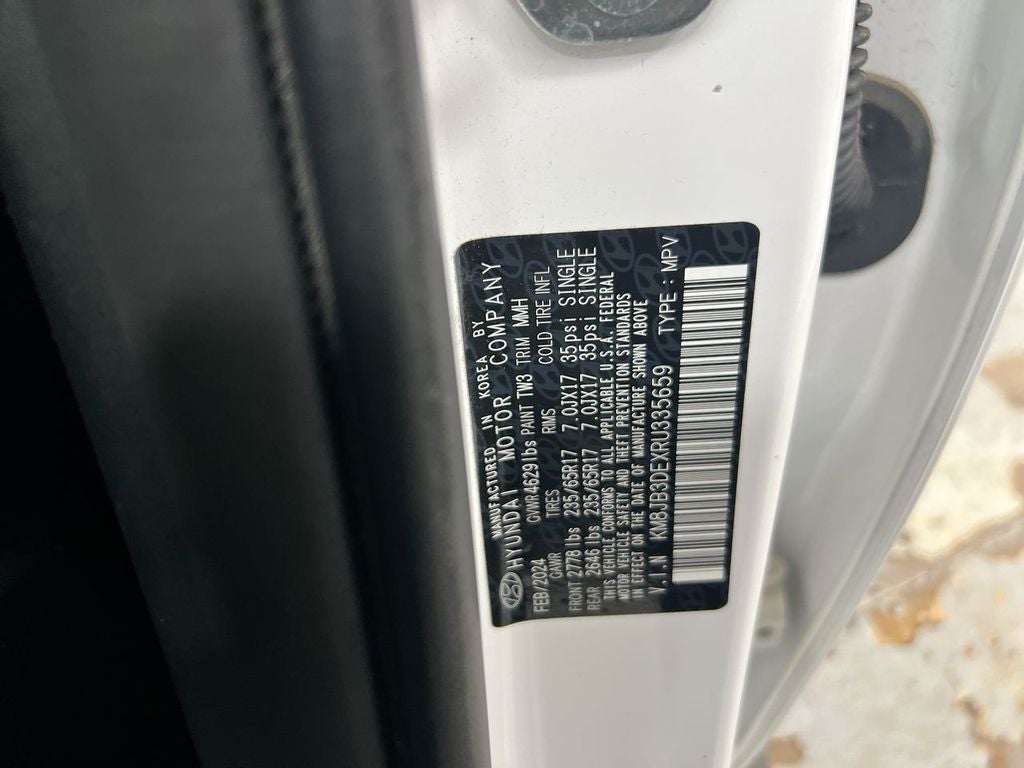 MANUFACTURED IN KOREA BY
HYUNDAI MOTOR COMPANY
FEB/2024 GVWR 4629 lbs PAINT TW3 TRIM MMH
GAWR TIRES RMS COLD TIRE INFL
FRONT 2778 lbs 235/65R17 7.0JX17 35psi SINGLE
REAR 2646 lbs 235/65R17 7.0JX17 35psi SINGLE
THIS VEHICLE CONFORMS TO ALL APPLICABLE U.S.A. FEDERAL
MOTOR VEHICLE SAFETY AND THEFT PREVENTION STANDARDS
IN EFFECT ON THE DATE OF MANUFACTURE SHOWN ABOVE
V.I.N KM8JB3DEXRU335659 TYPE : MPV